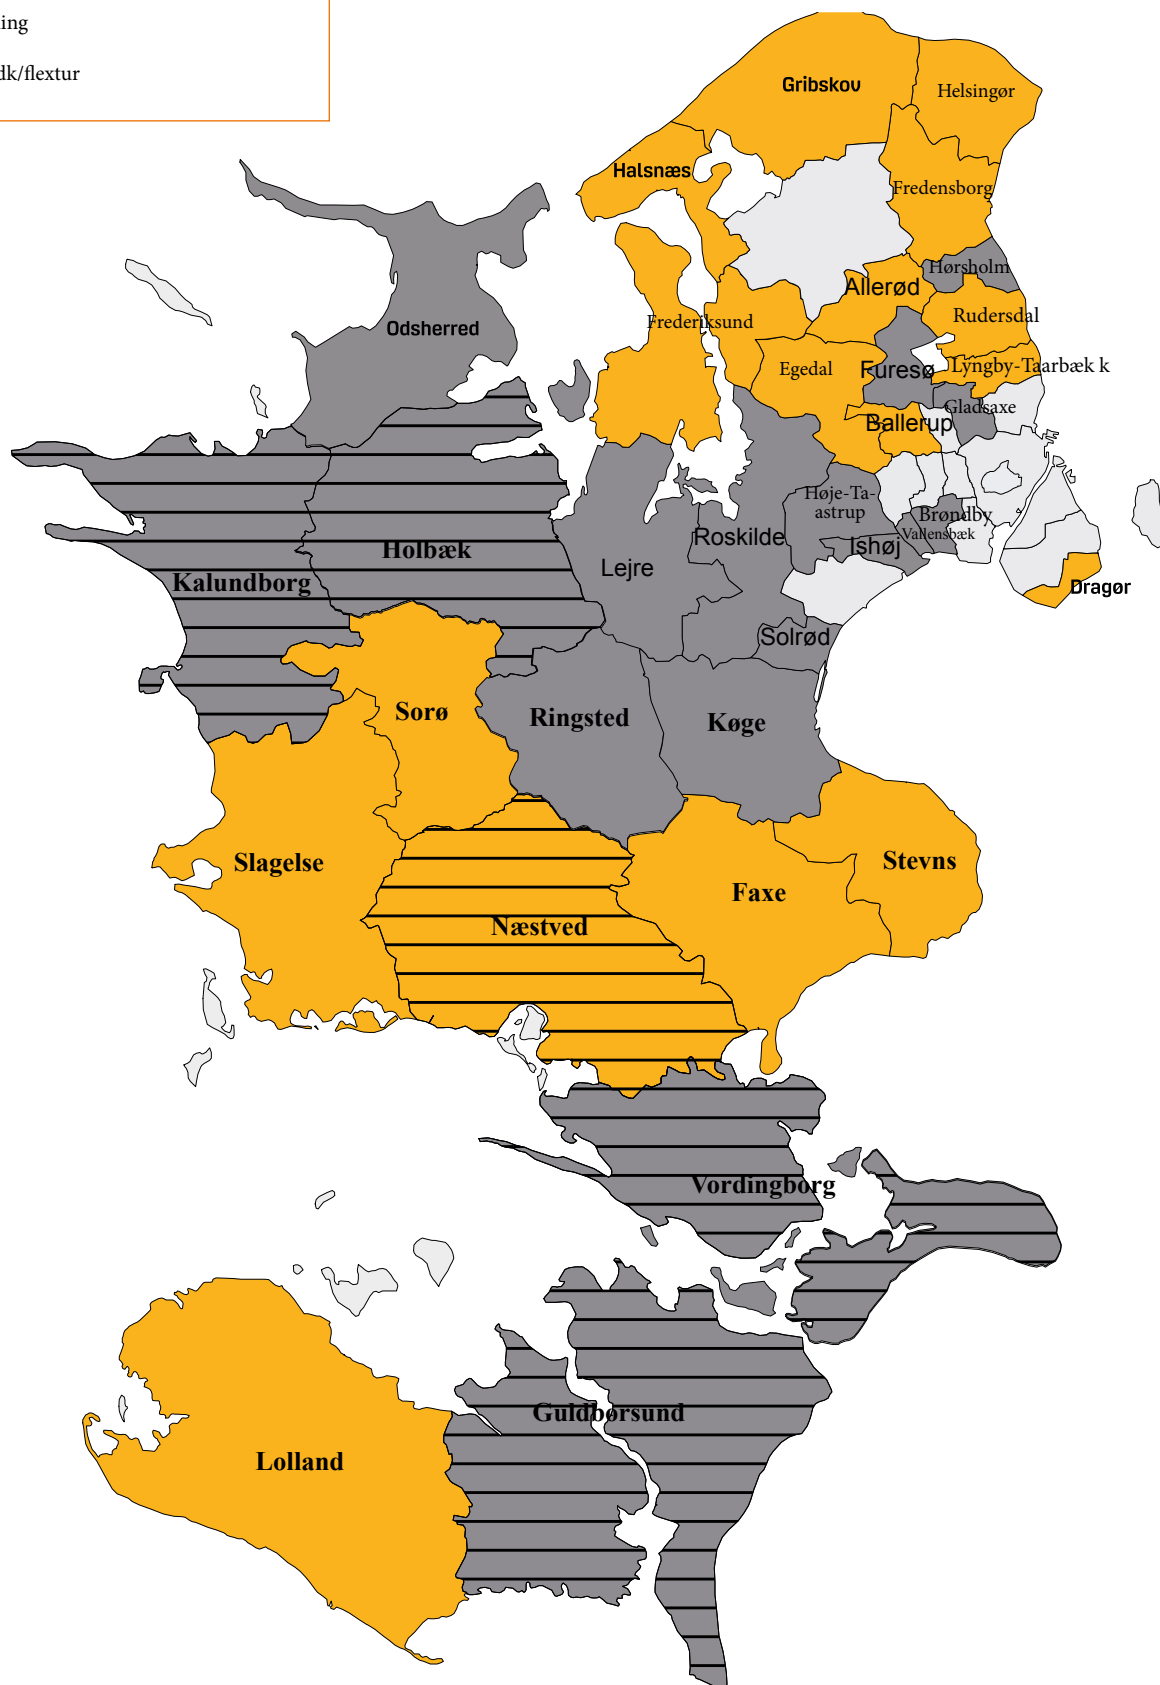 ing
dk/flextur
Gribskov
Helsingør
Halsnæs
Fredensborg
Hørsholm
Allerød
Rudersdal
Frederiksund
Odsherred
Egedal
Furesø
Lyngby-Taarbæk k
Gladsaxe
Ballerup
Høje-Ta-
astrup
Brøndby
Vallensbæk
Roskilde
Ishøj
Holbæk
Lejre
Kalundborg
Dragør
Solrød
Sorø
Ringsted
Køge
Slagelse
Stevns
Faxe
Næstved
Vordingborg
Guldborsund
Lolland